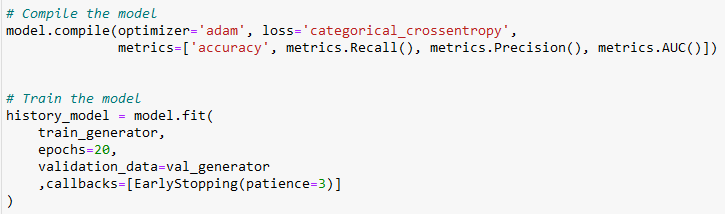 # Compile the model
model.compile(optimizer='adam', loss='categorical_crossentropy',
              metrics=['accuracy', metrics.Recall(), metrics.Precision(), metrics.AUC()])
# Train the model
history_model = model.fit(
    train_generator,
    epochs=20,
    validation_data=val_generator
    ,callbacks=[EarlyStopping(patience=3)]
)